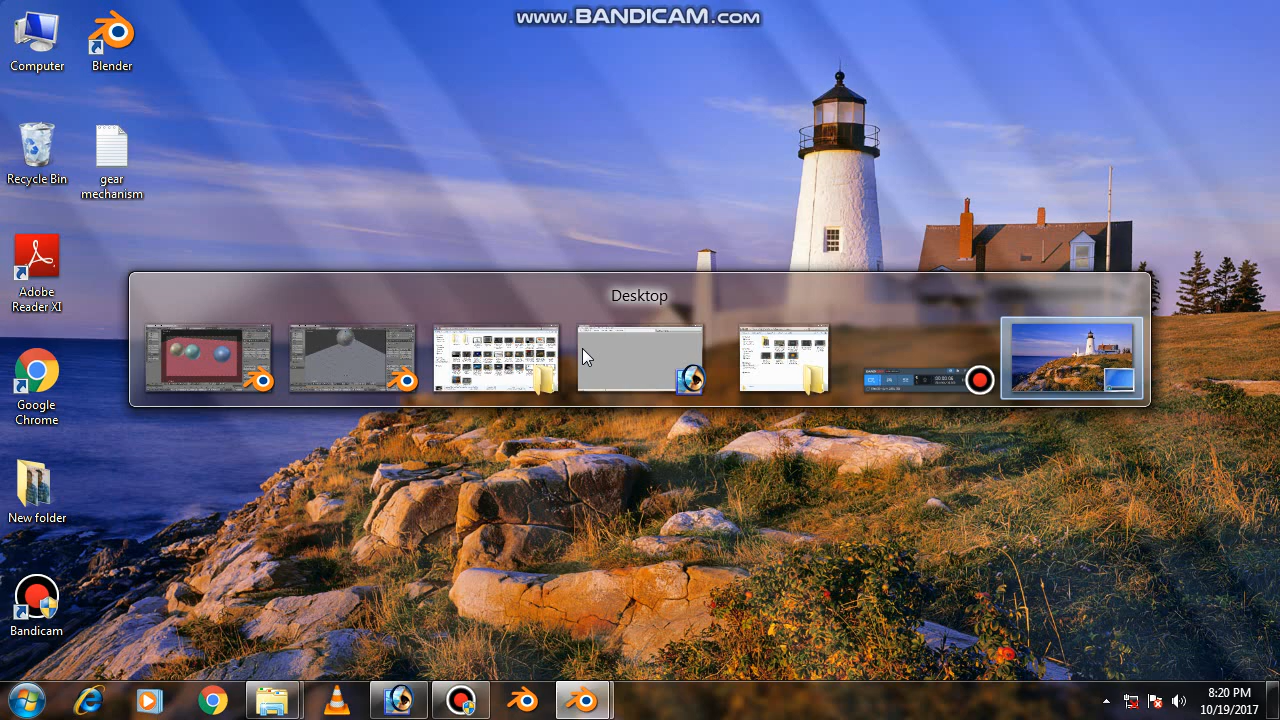 www.BANDICAM.com
Computer
Blender
Recycle Bin
gear
mechanism
Adobe
Reader XI
Desktop
Google
Chrome
New folder
Bandicam
8:20 PM
10/19/2017